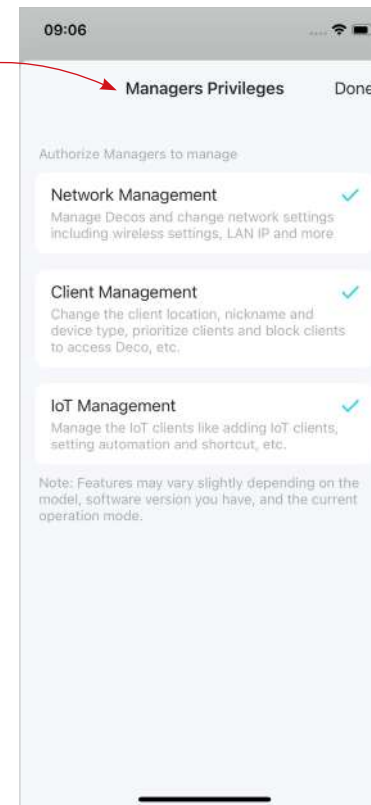 09:06
Managers Privileges Done
Authorize Managers to manage
Network Management
Manage Decos and change network settings
including wireless settings, LAN IP and more
Client Management
Change the client location, nickname and
device type, prioritize clients and block clients
to access Deco, etc.
IoT Management
Manage the IoT clients like adding IoT clients,
setting automation and shortcut, etc.
Note: Features may vary slightly depending on the
model, software version you have, and the current
operation mode.